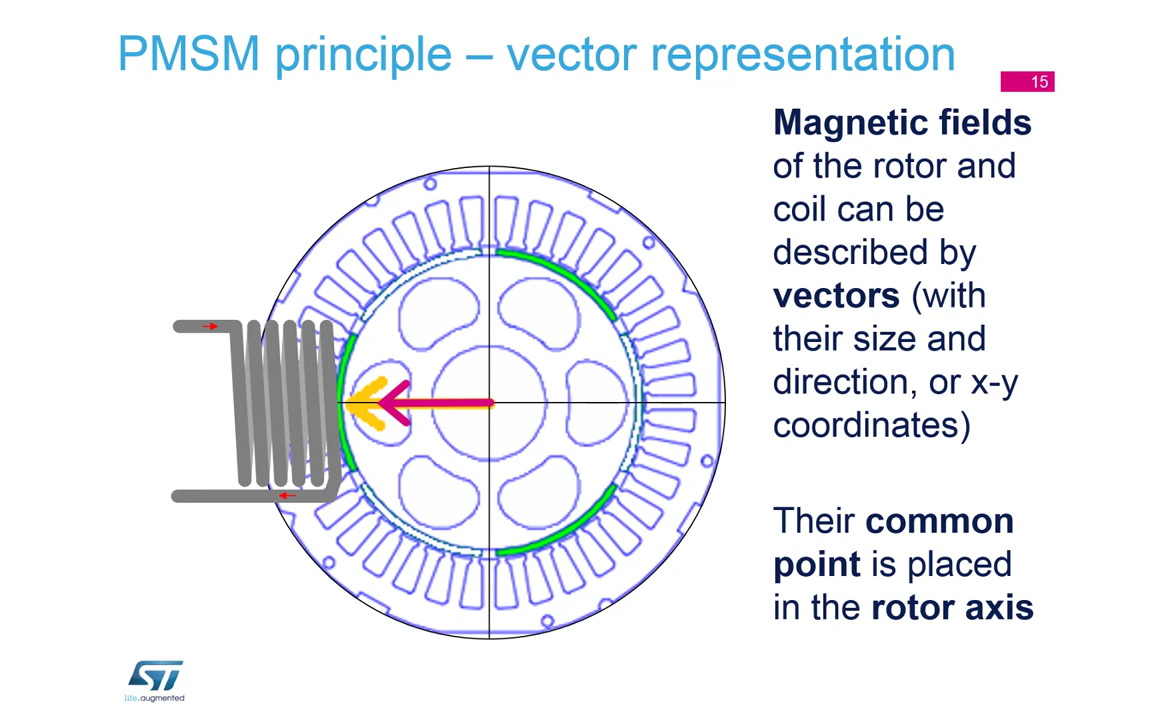 PMSM principle – vector representation
15
Magnetic fields
of the rotor and
coil can be
described by
vectors (with
their size and
direction, or x-y
coordinates)
Their common
point is placed
in the rotor axis
ST
life.augmented